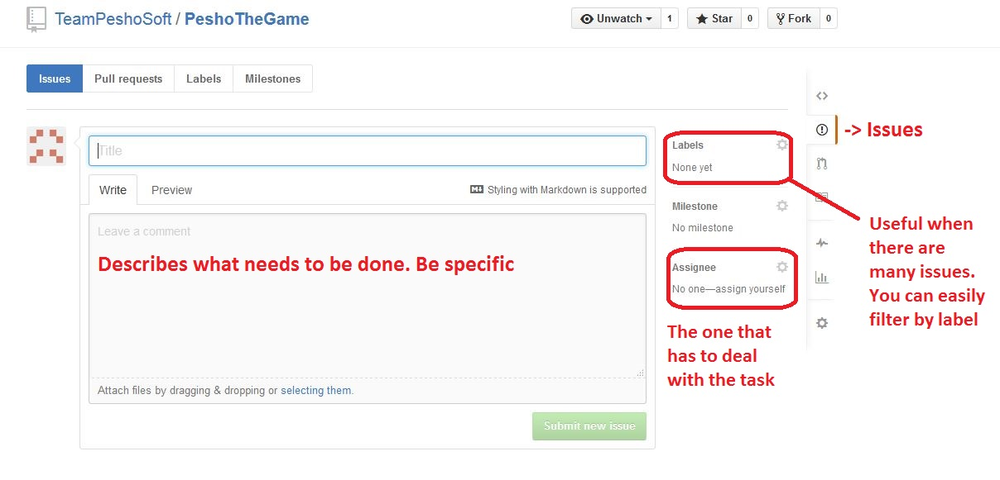 TeamPeshoSoft / PeshoTheGame
Unwatch 1 Star 0 Fork 0
Issues Pull requests Labels Milestones
-> Issues
Title
Labels
None yet
Write Preview
Styling with Markdown is supported
Milestone
No milestone
Leave a comment
Describes what needs to be done. Be specific
Assignee
No one—assign yourself
Useful when
there are
many issues.
You can easily
filter by label
The one that
has to deal
with the task
Attach files by dragging & dropping or selecting them.
Submit new issue